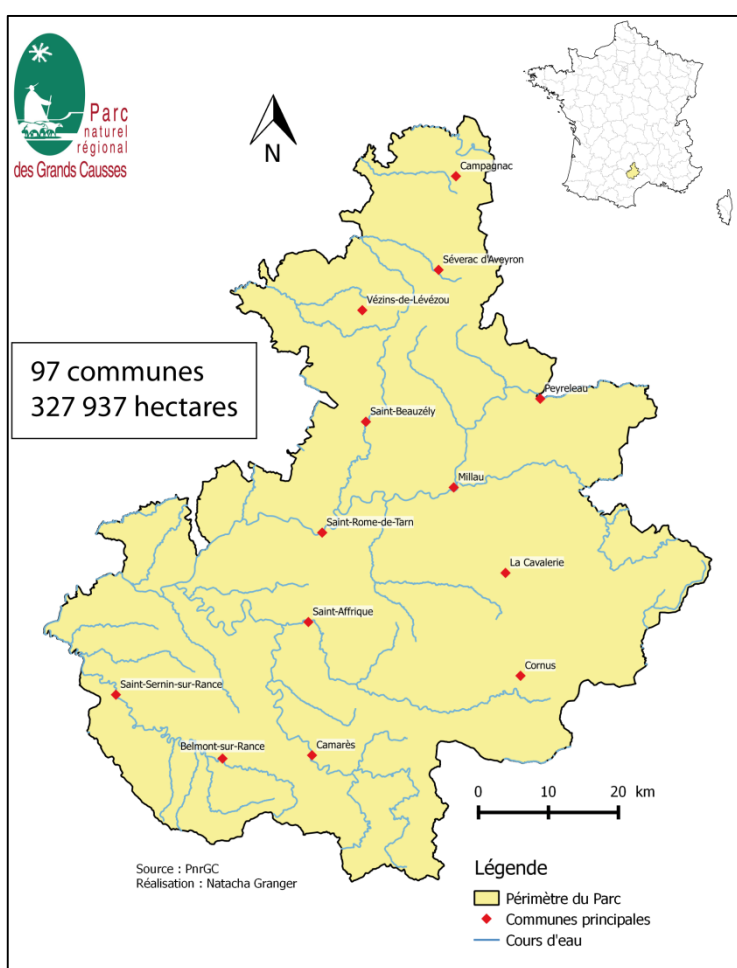 Parc
naturel
régional
des Grands Causses
N
Campagnac
Séverac d'Aveyron
Vézins-de-Lévézou
97 communes
327 937 hectares
Peyreleau
Saint-Beauzély
Millau
Saint-Rome-de-Tarn
La Cavalerie
Saint-Affrique
Cornus
Saint-Sernin-sur-Rance
Belmont-sur-Rance
Camarès
0 10 20 km
Source : PnrGC
Réalisation : Natacha Granger
Légende
Périmètre du Parc
Communes principales
Cours d'eau